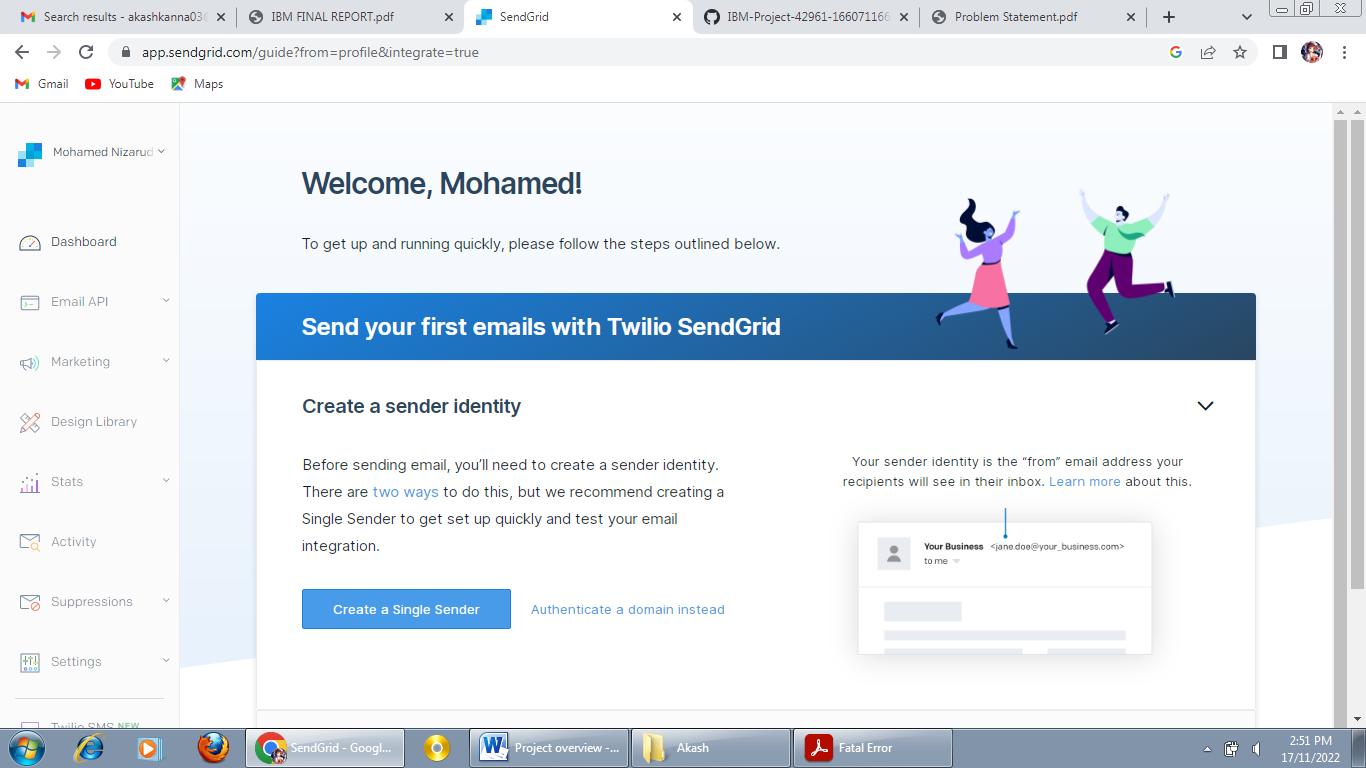 Search results - akashkanna036
IBM FINAL REPORT.pdf
SendGrid
IBM-Project-42961-166071166
Problem Statement.pdf
app.sendgrid.com/guide?from=profile&integrate=true
Gmail
YouTube
Maps
Mohamed Nizarud
Dashboard
Email API
Marketing
Design Library
Stats
Activity
Suppressions
Settings
Twilio SMS NEW
Welcome, Mohamed!
To get up and running quickly, please follow the steps outlined below.
Send your first emails with Twilio SendGrid
Create a sender identity
Before sending email, you’ll need to create a sender identity.
There are two ways to do this, but we recommend creating a
Single Sender to get set up quickly and test your email
integration.
Create a Single Sender
Authenticate a domain instead
Your sender identity is the “from” email address your
recipients will see in their inbox. Learn more about this.
Your Business <jane.doe@your_business.com>
to me
SendGrid - Googl...
Project overview -...
Akash
Fatal Error
2:51 PM
17/11/2022